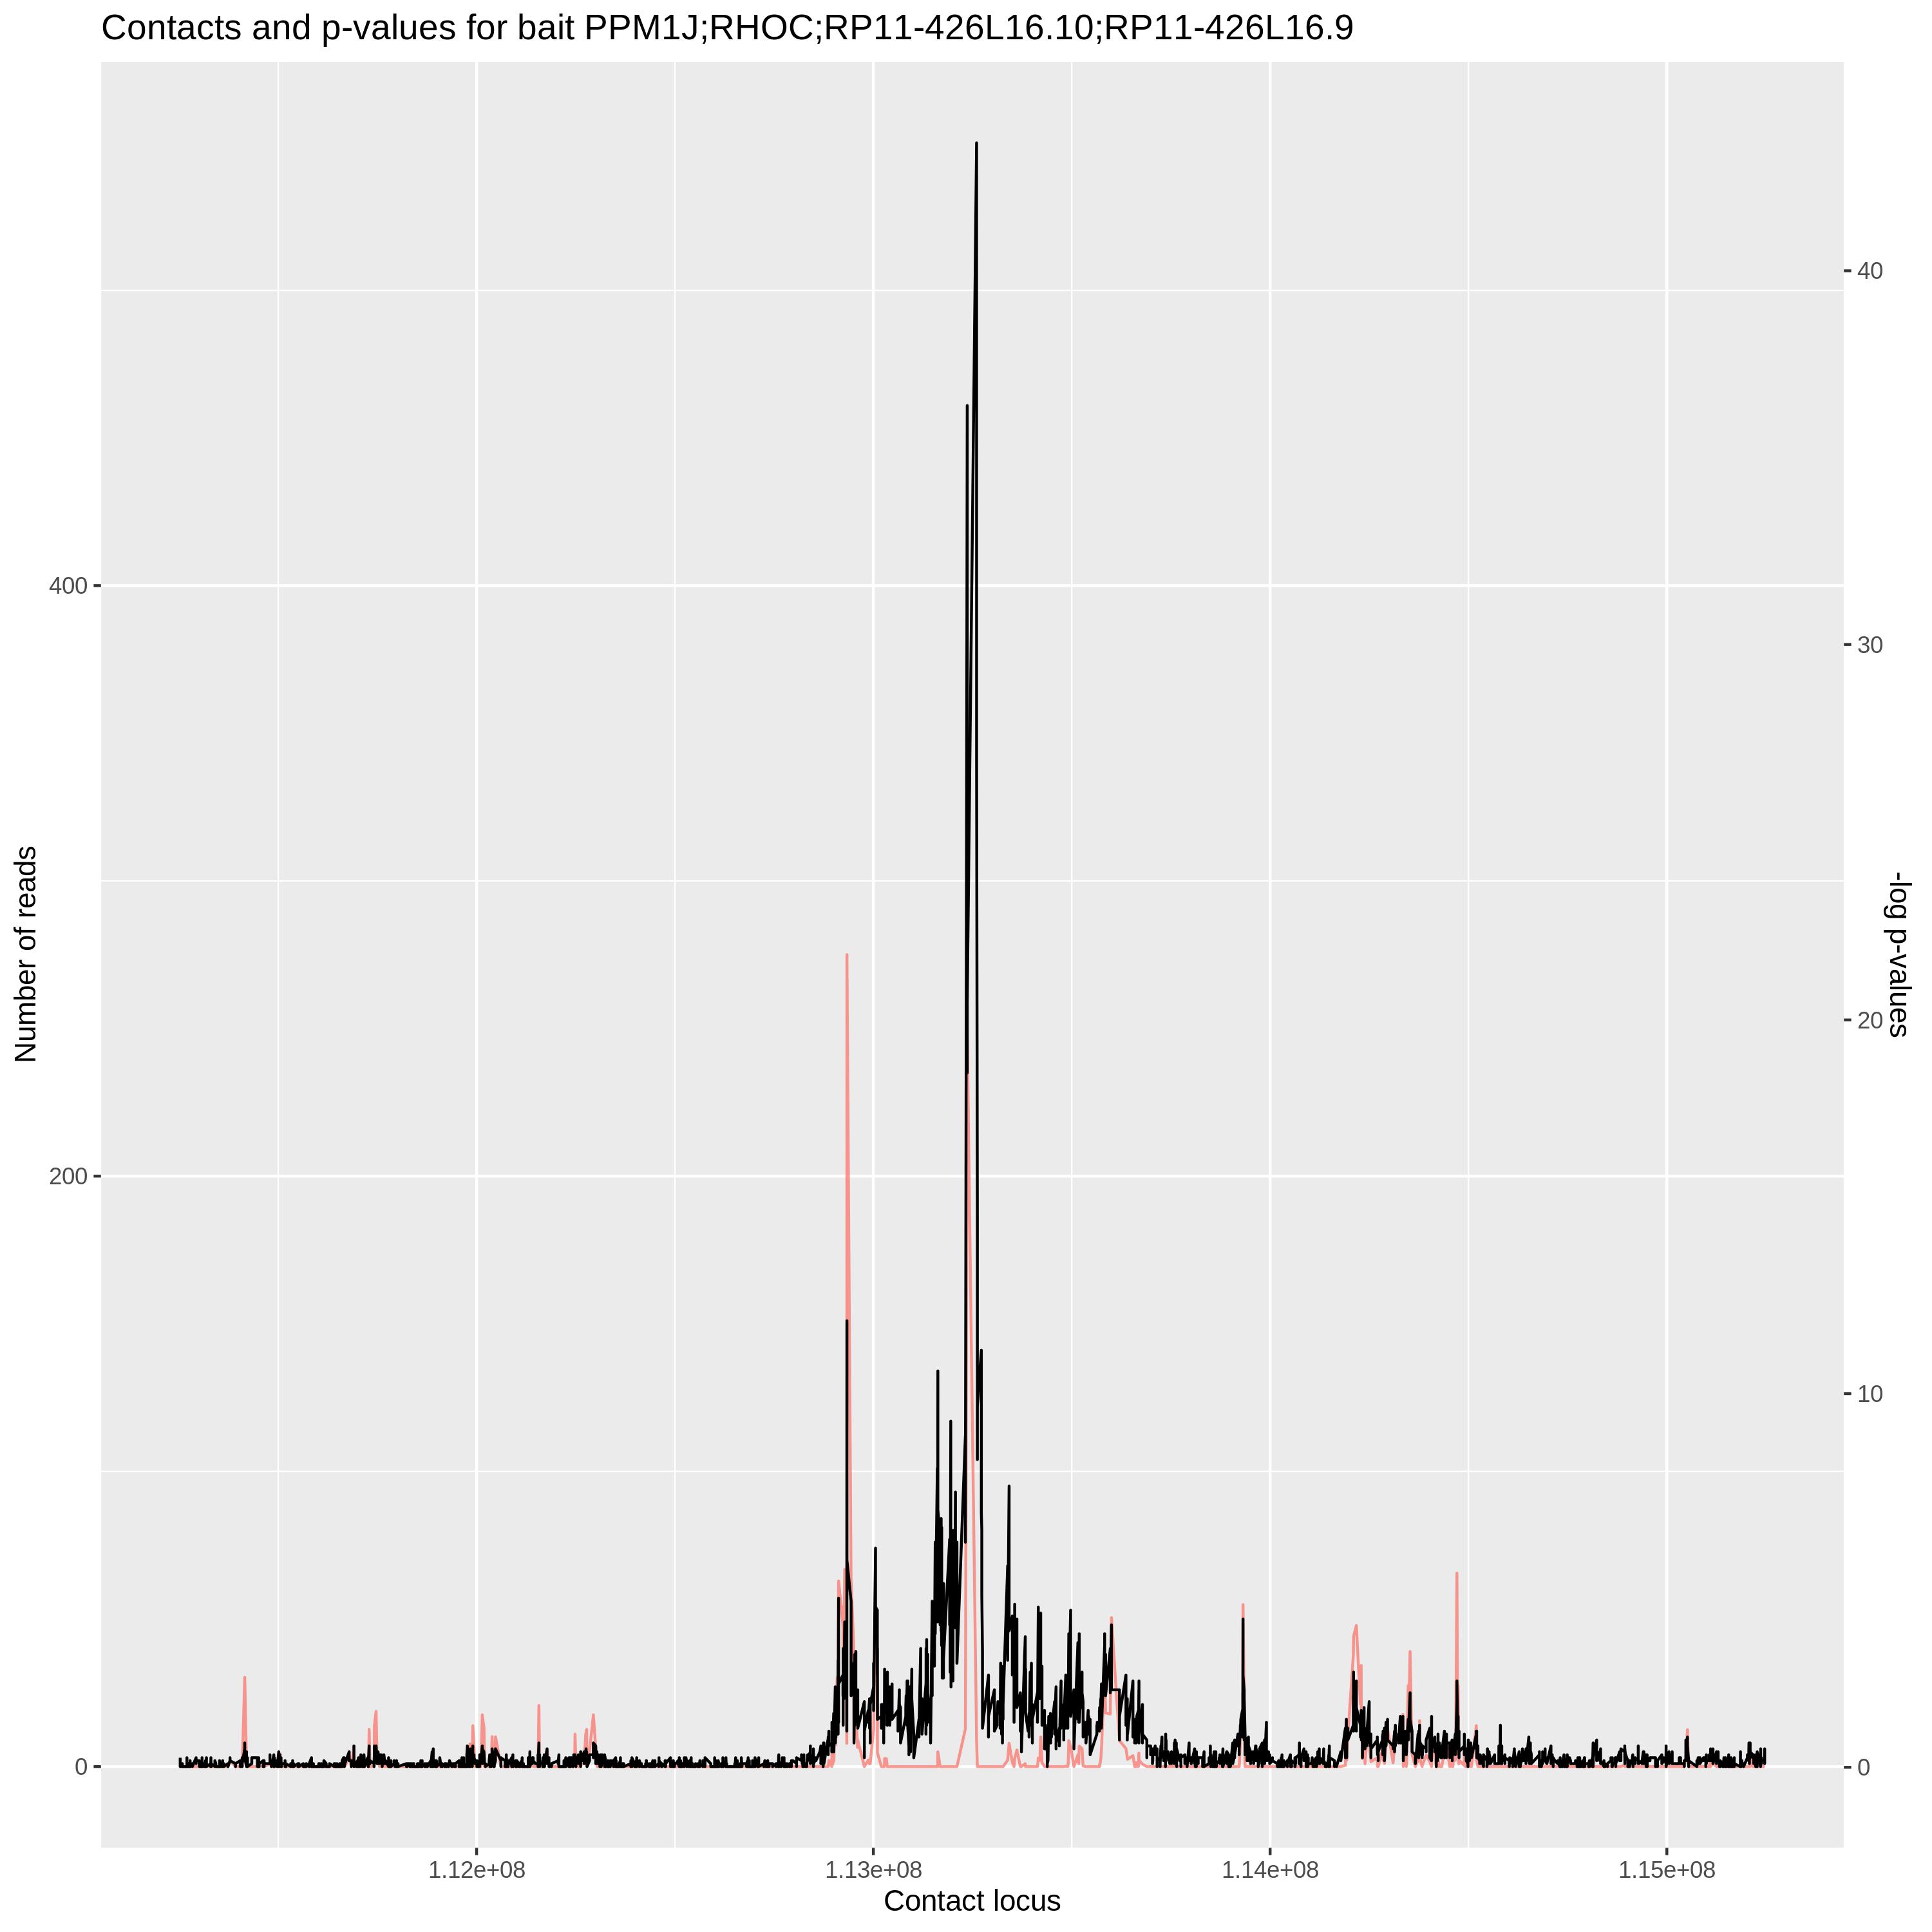 Contacts and p-values for bait PPM1J;RHOC;RP11-426L16.10;RP11-426L16.9
40
400
30
Number of reads
-log p-values
20
200
10
0
0
1.12e+08
1.13e+08
1.14e+08
1.15e+08
Contact locus